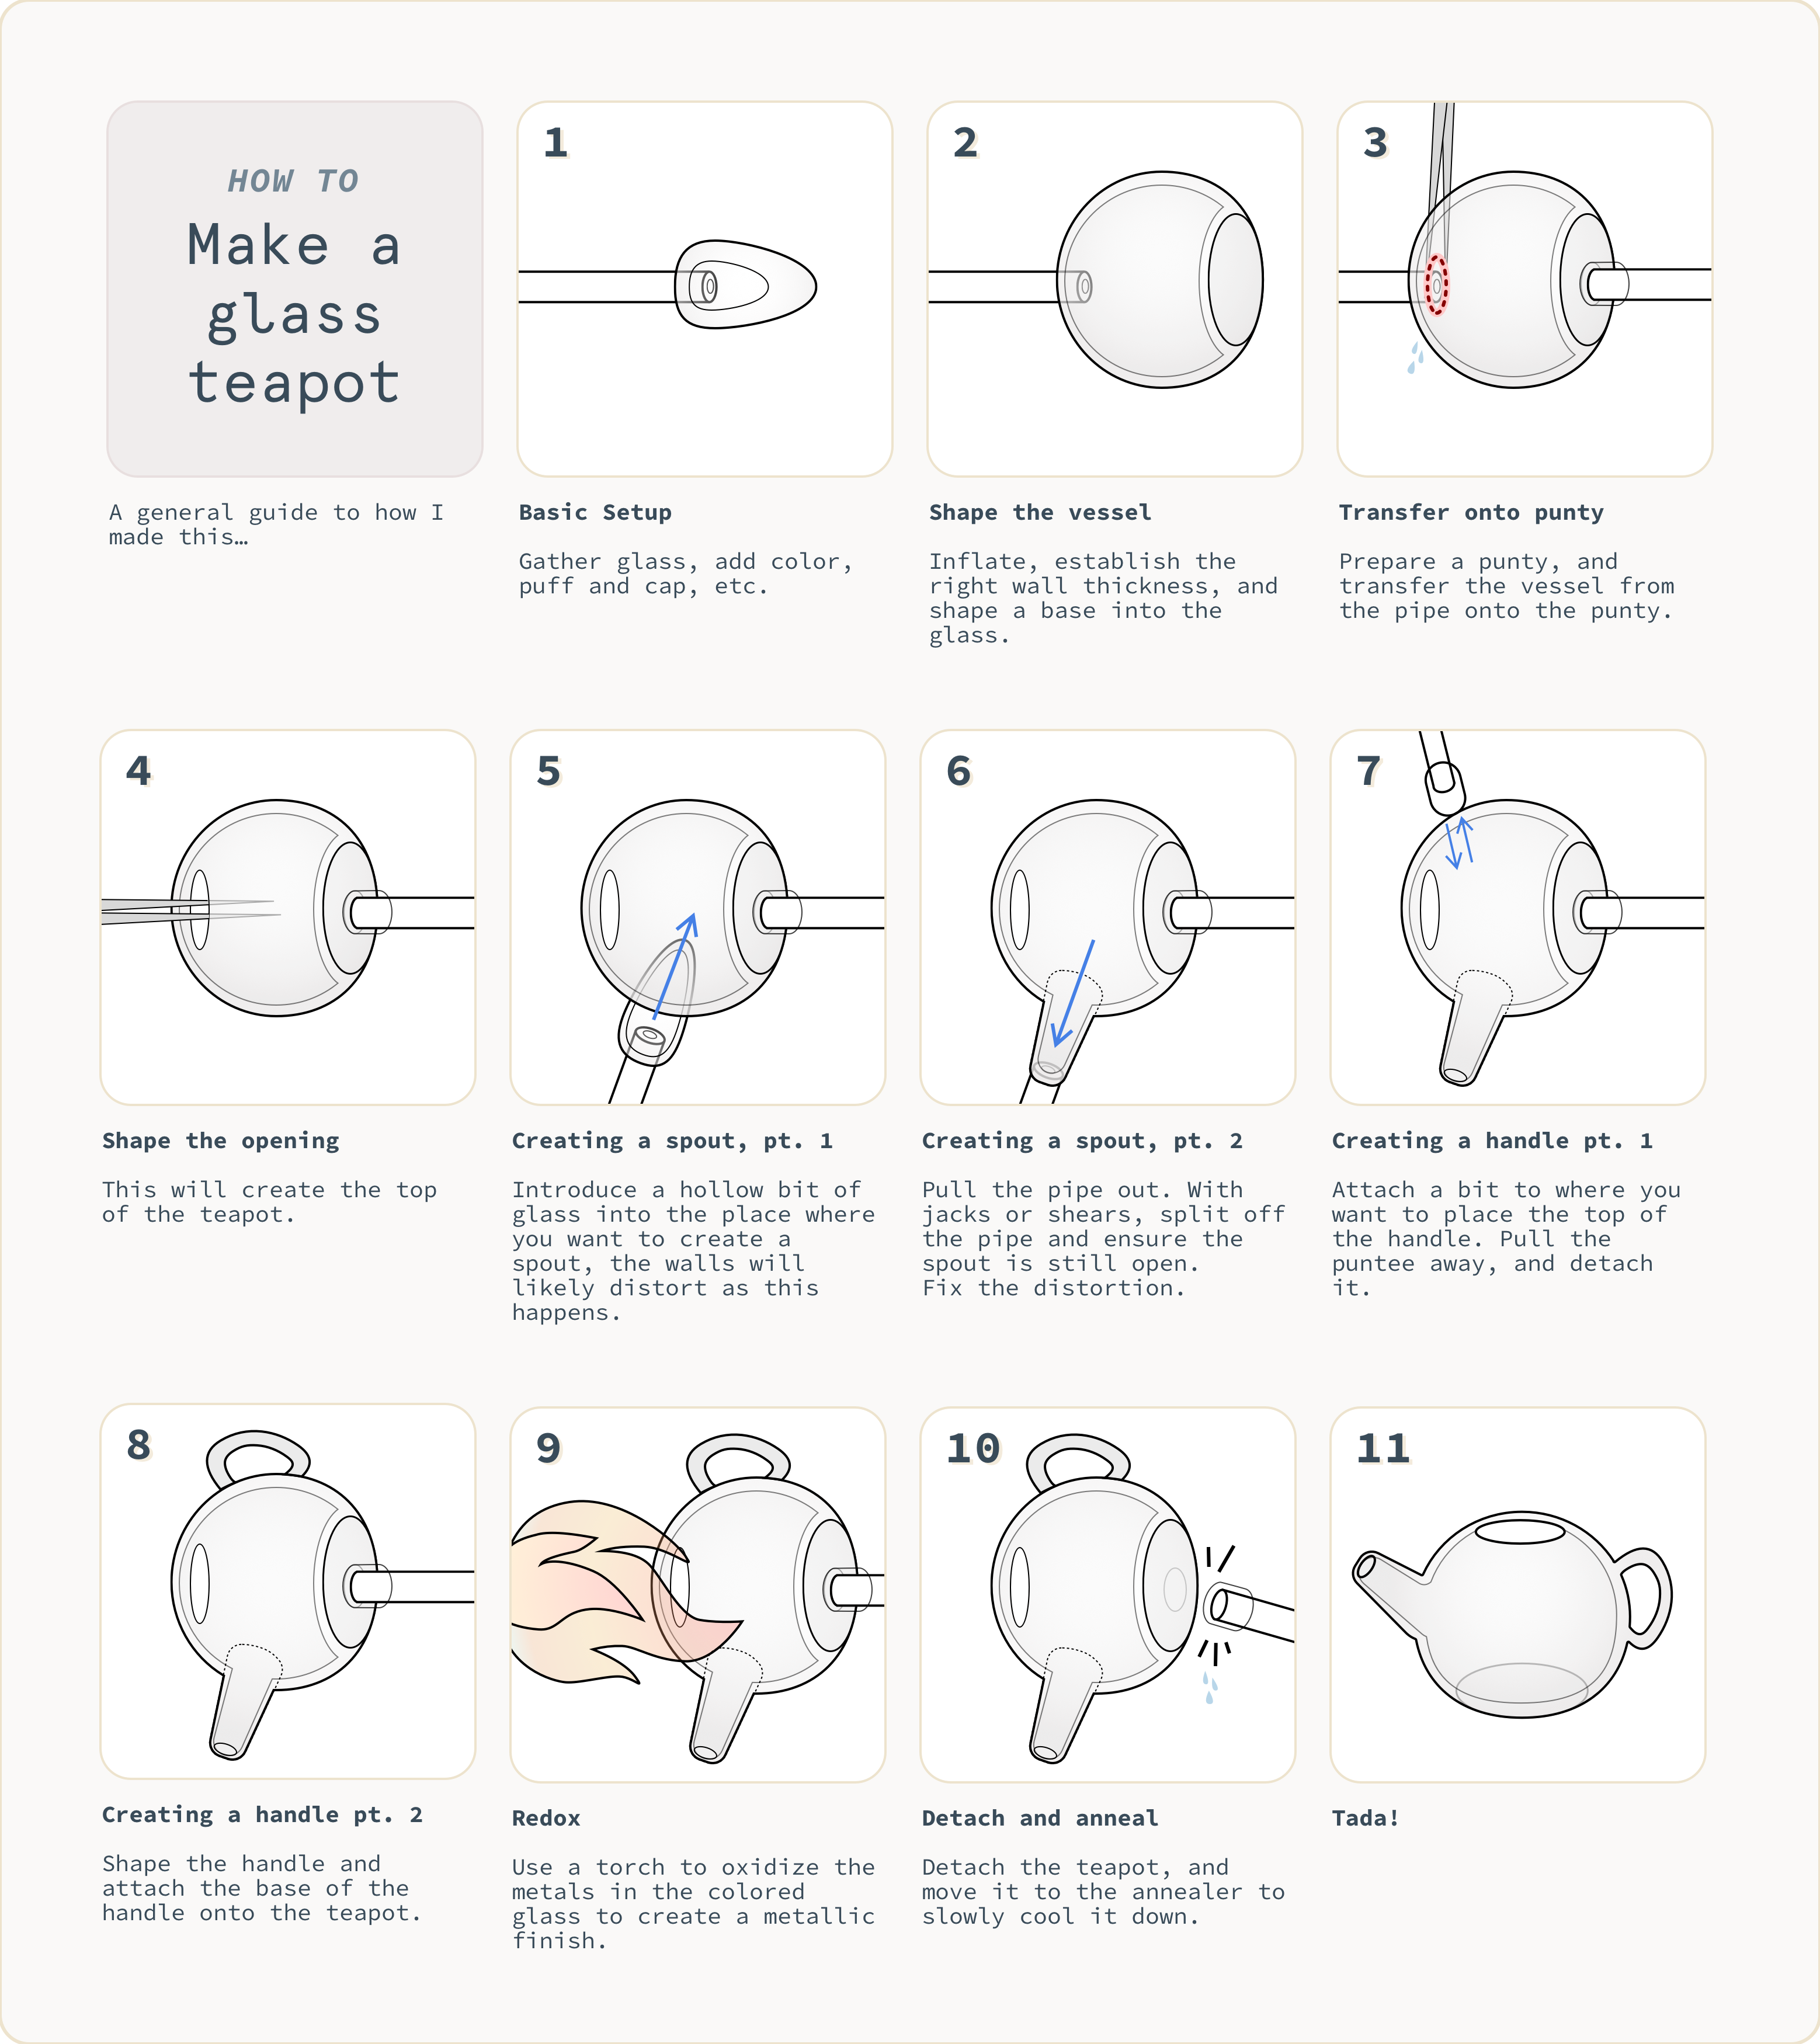 HOW TO
Make a
glass
teapot
A general guide to how I
made this…
1
Basic Setup
Gather glass, add color,
puff and cap, etc.
2
Shape the vessel
Inflate, establish the
right wall thickness, and
shape a base into the
glass.
3
Transfer onto punty
Prepare a punty, and
transfer the vessel from
the pipe onto the punty.
4
Shape the opening
This will create the top
of the teapot.
5
Creating a spout, pt. 1
Introduce a hollow bit of
glass into the place where
you want to create a
spout, the walls will
likely distort as this
happens.
6
Creating a spout, pt. 2
Pull the pipe out. With
jacks or shears, split off
the pipe and ensure the
spout is still open.
Fix the distortion.
7
Creating a handle pt. 1
Attach a bit to where you
want to place the top of
the handle. Pull the
puntee away, and detach
it.
8
Creating a handle pt. 2
Shape the handle and
attach the base of the
handle onto the teapot.
9
Redox
Use a torch to oxidize the
metals in the colored
glass to create a metallic
finish.
10
Detach and anneal
Detach the teapot, and
move it to the annealer to
slowly cool it down.
11
Tada!